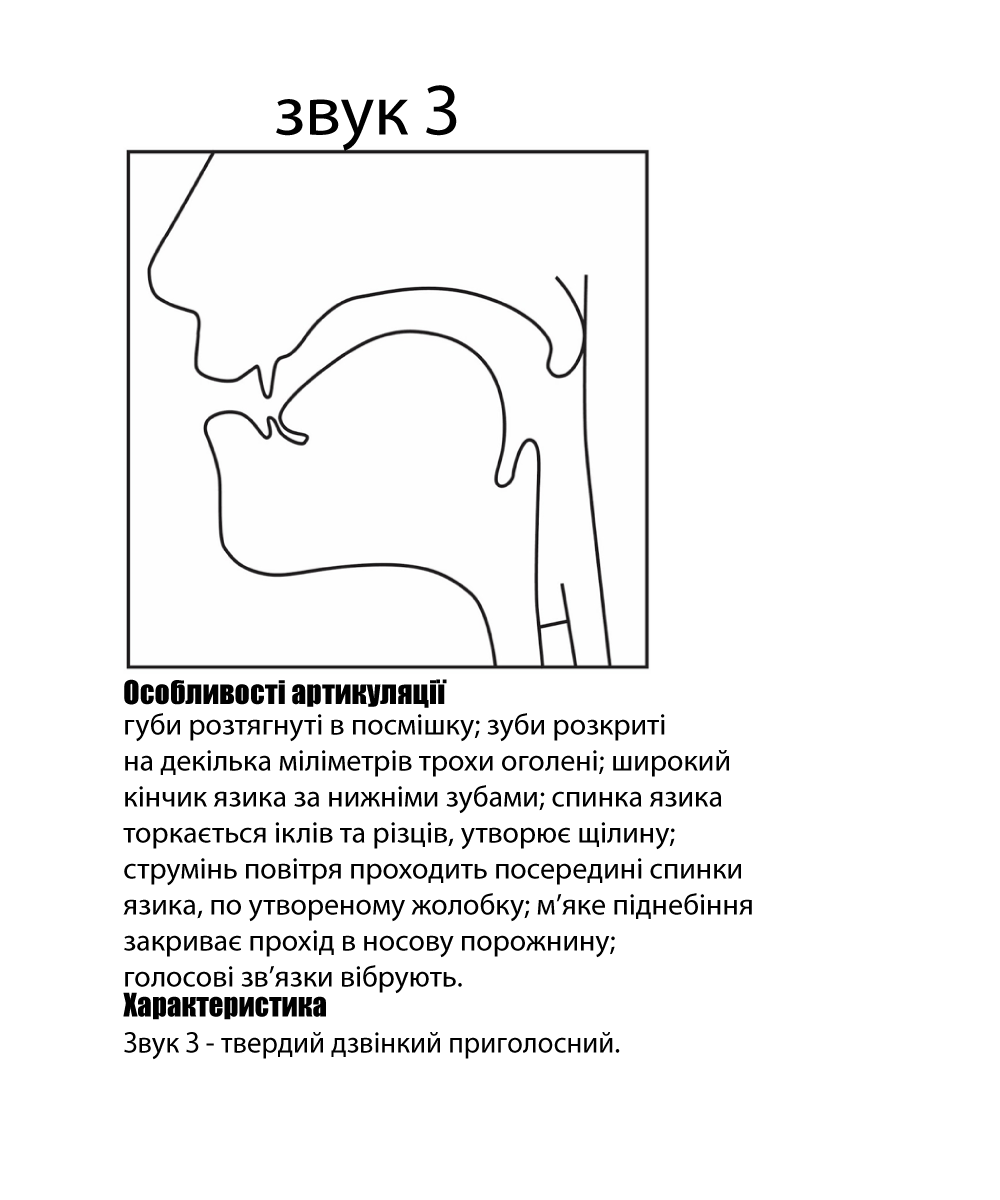 звук З
Особливості артикуляції
губи розтягнуті в посмішку; зуби розкриті
на декілька міліметрів трохи оголені; широкий
кінчик язика за нижніми зубами; спинка язика
торкається іклів та різців, утворює щілину;
струмінь повітря проходить посередині спинки
язика, по утвореному жолобку; м’яке піднебіння
закриває прохід в носову порожнину;
голосові зв’язки вібрують.
Характеристика
Звук З - твердий дзвінкий приголосний.